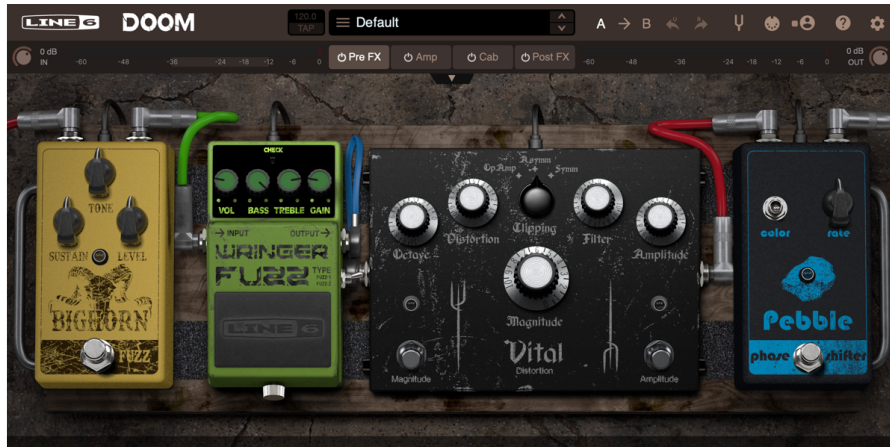 LINE 6 DOOM
120.0
TAP
Default
A → B
0 dB
IN
-60 -48 -36 -24 -18 -12 -6 0
Pre FX
Amp
Cab
Post FX
-60 -48 -36 -24 -18 -12 -6 0
0 dB
OUT
TONE
SUSTAIN LEVEL
BIGHORN
FUZZ
CHECK
VOL BASS TREBLE GAIN
→ INPUT OUTPUT →
WRINGER
FUZZ
TYPE
LINE 6
Op.Amp Asymm Symm
Octave Distortion Clipping Filter Amplitude
Magnitude
Vital
Distortion
Magnitude Amplitude
color rate
Pebble
phase shifter